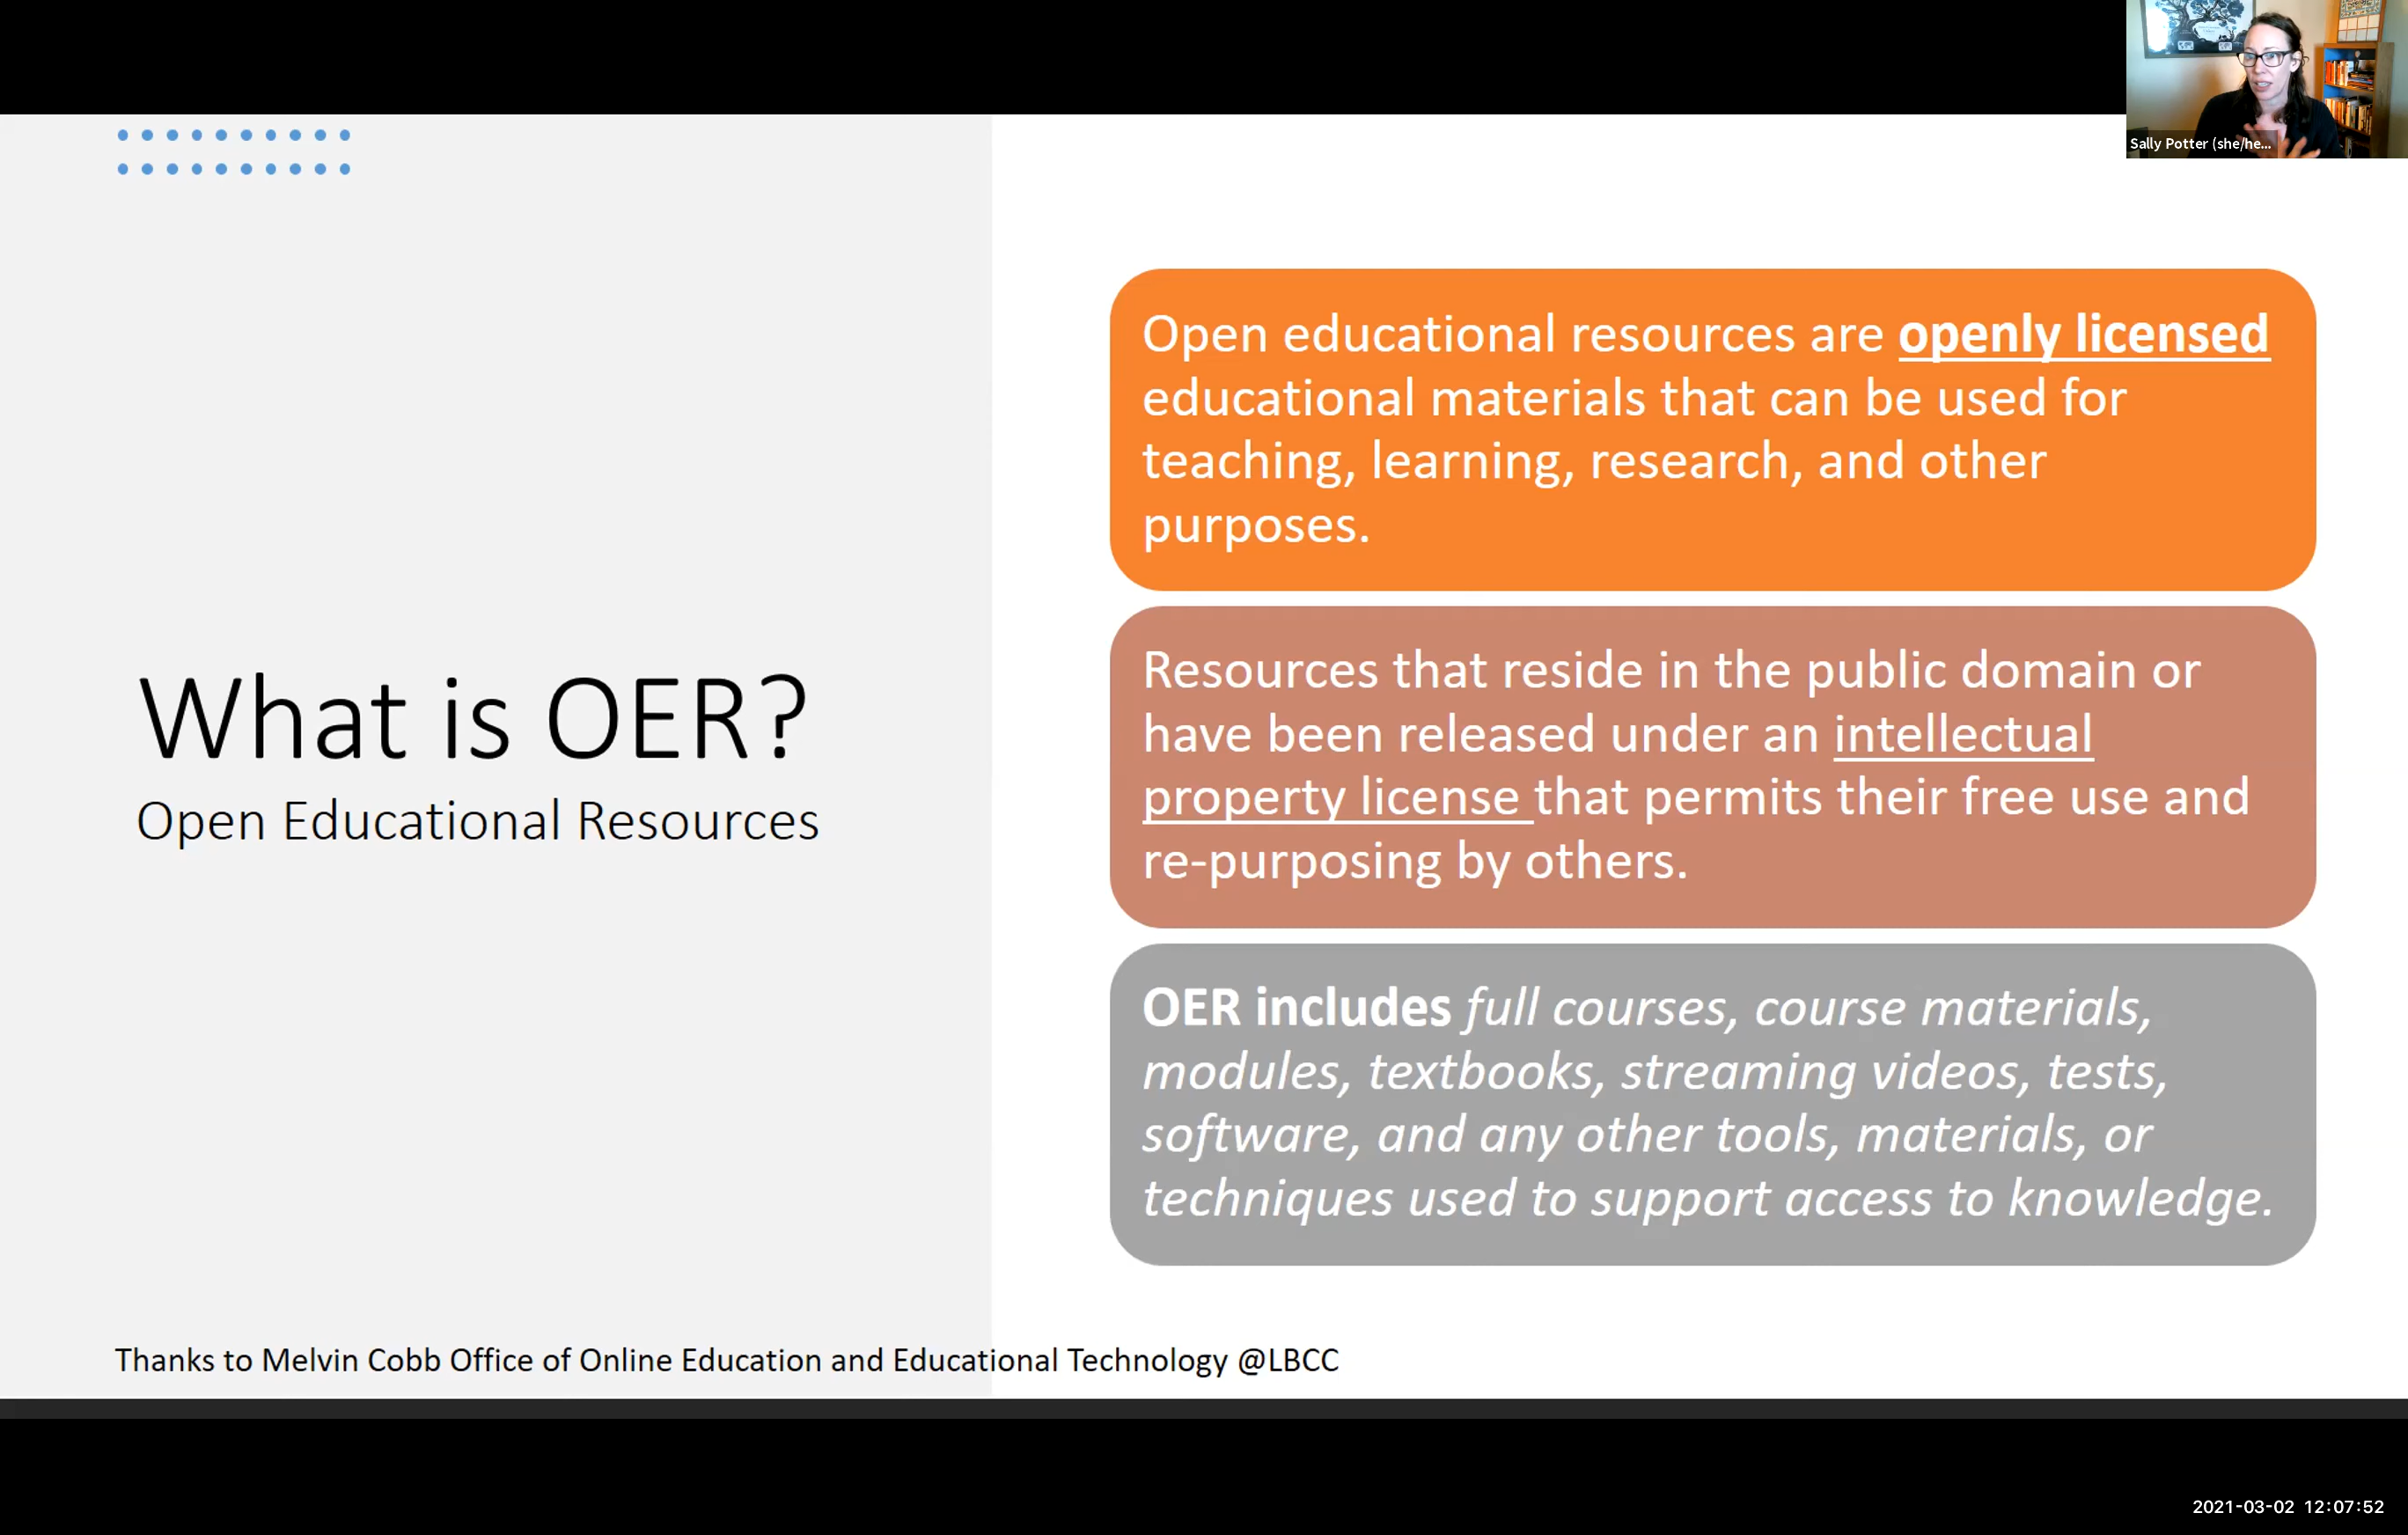 Sally Potter (she/he...
What is OER?
Open Educational Resources
Open educational resources are openly licensed
educational materials that can be used for
teaching, learning, research, and other
purposes.
Resources that reside in the public domain or
have been released under an intellectual
property license that permits their free use and
re-purposing by others.
OER includes full courses, course materials,
modules, textbooks, streaming videos, tests,
software, and any other tools, materials, or
techniques used to support access to knowledge.
Thanks to Melvin Cobb Office of Online Education and Educational Technology @LBCC
2021-03-02 12:07:52